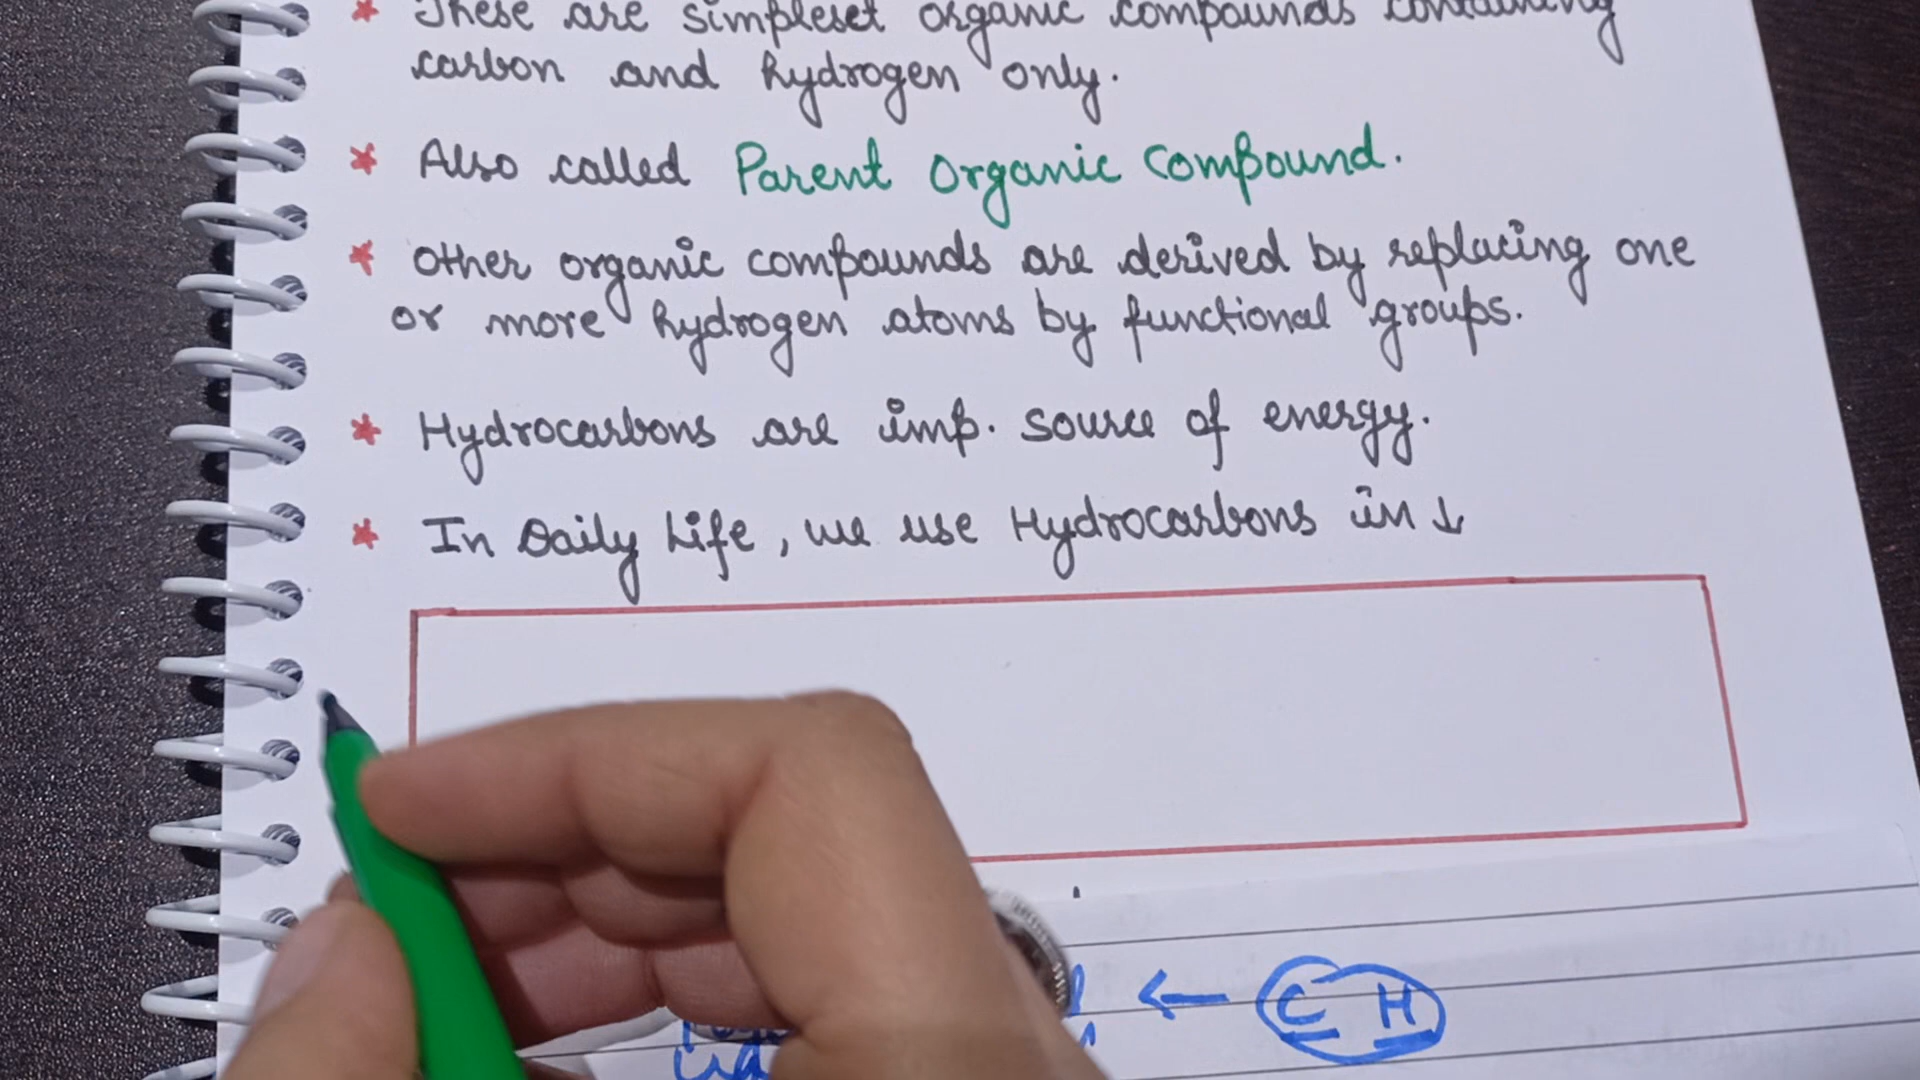 * These are simpleset organic compounds containing
carbon and hydrogen only.
* Also called Parent Organic Compound.
* Other organic compounds are derived by replacing one
or more hydrogen atoms by functional groups.
* Hydrocarbons are imp. source of energy.
* In Daily Life, we use Hydrocarbons in ↓
← C H